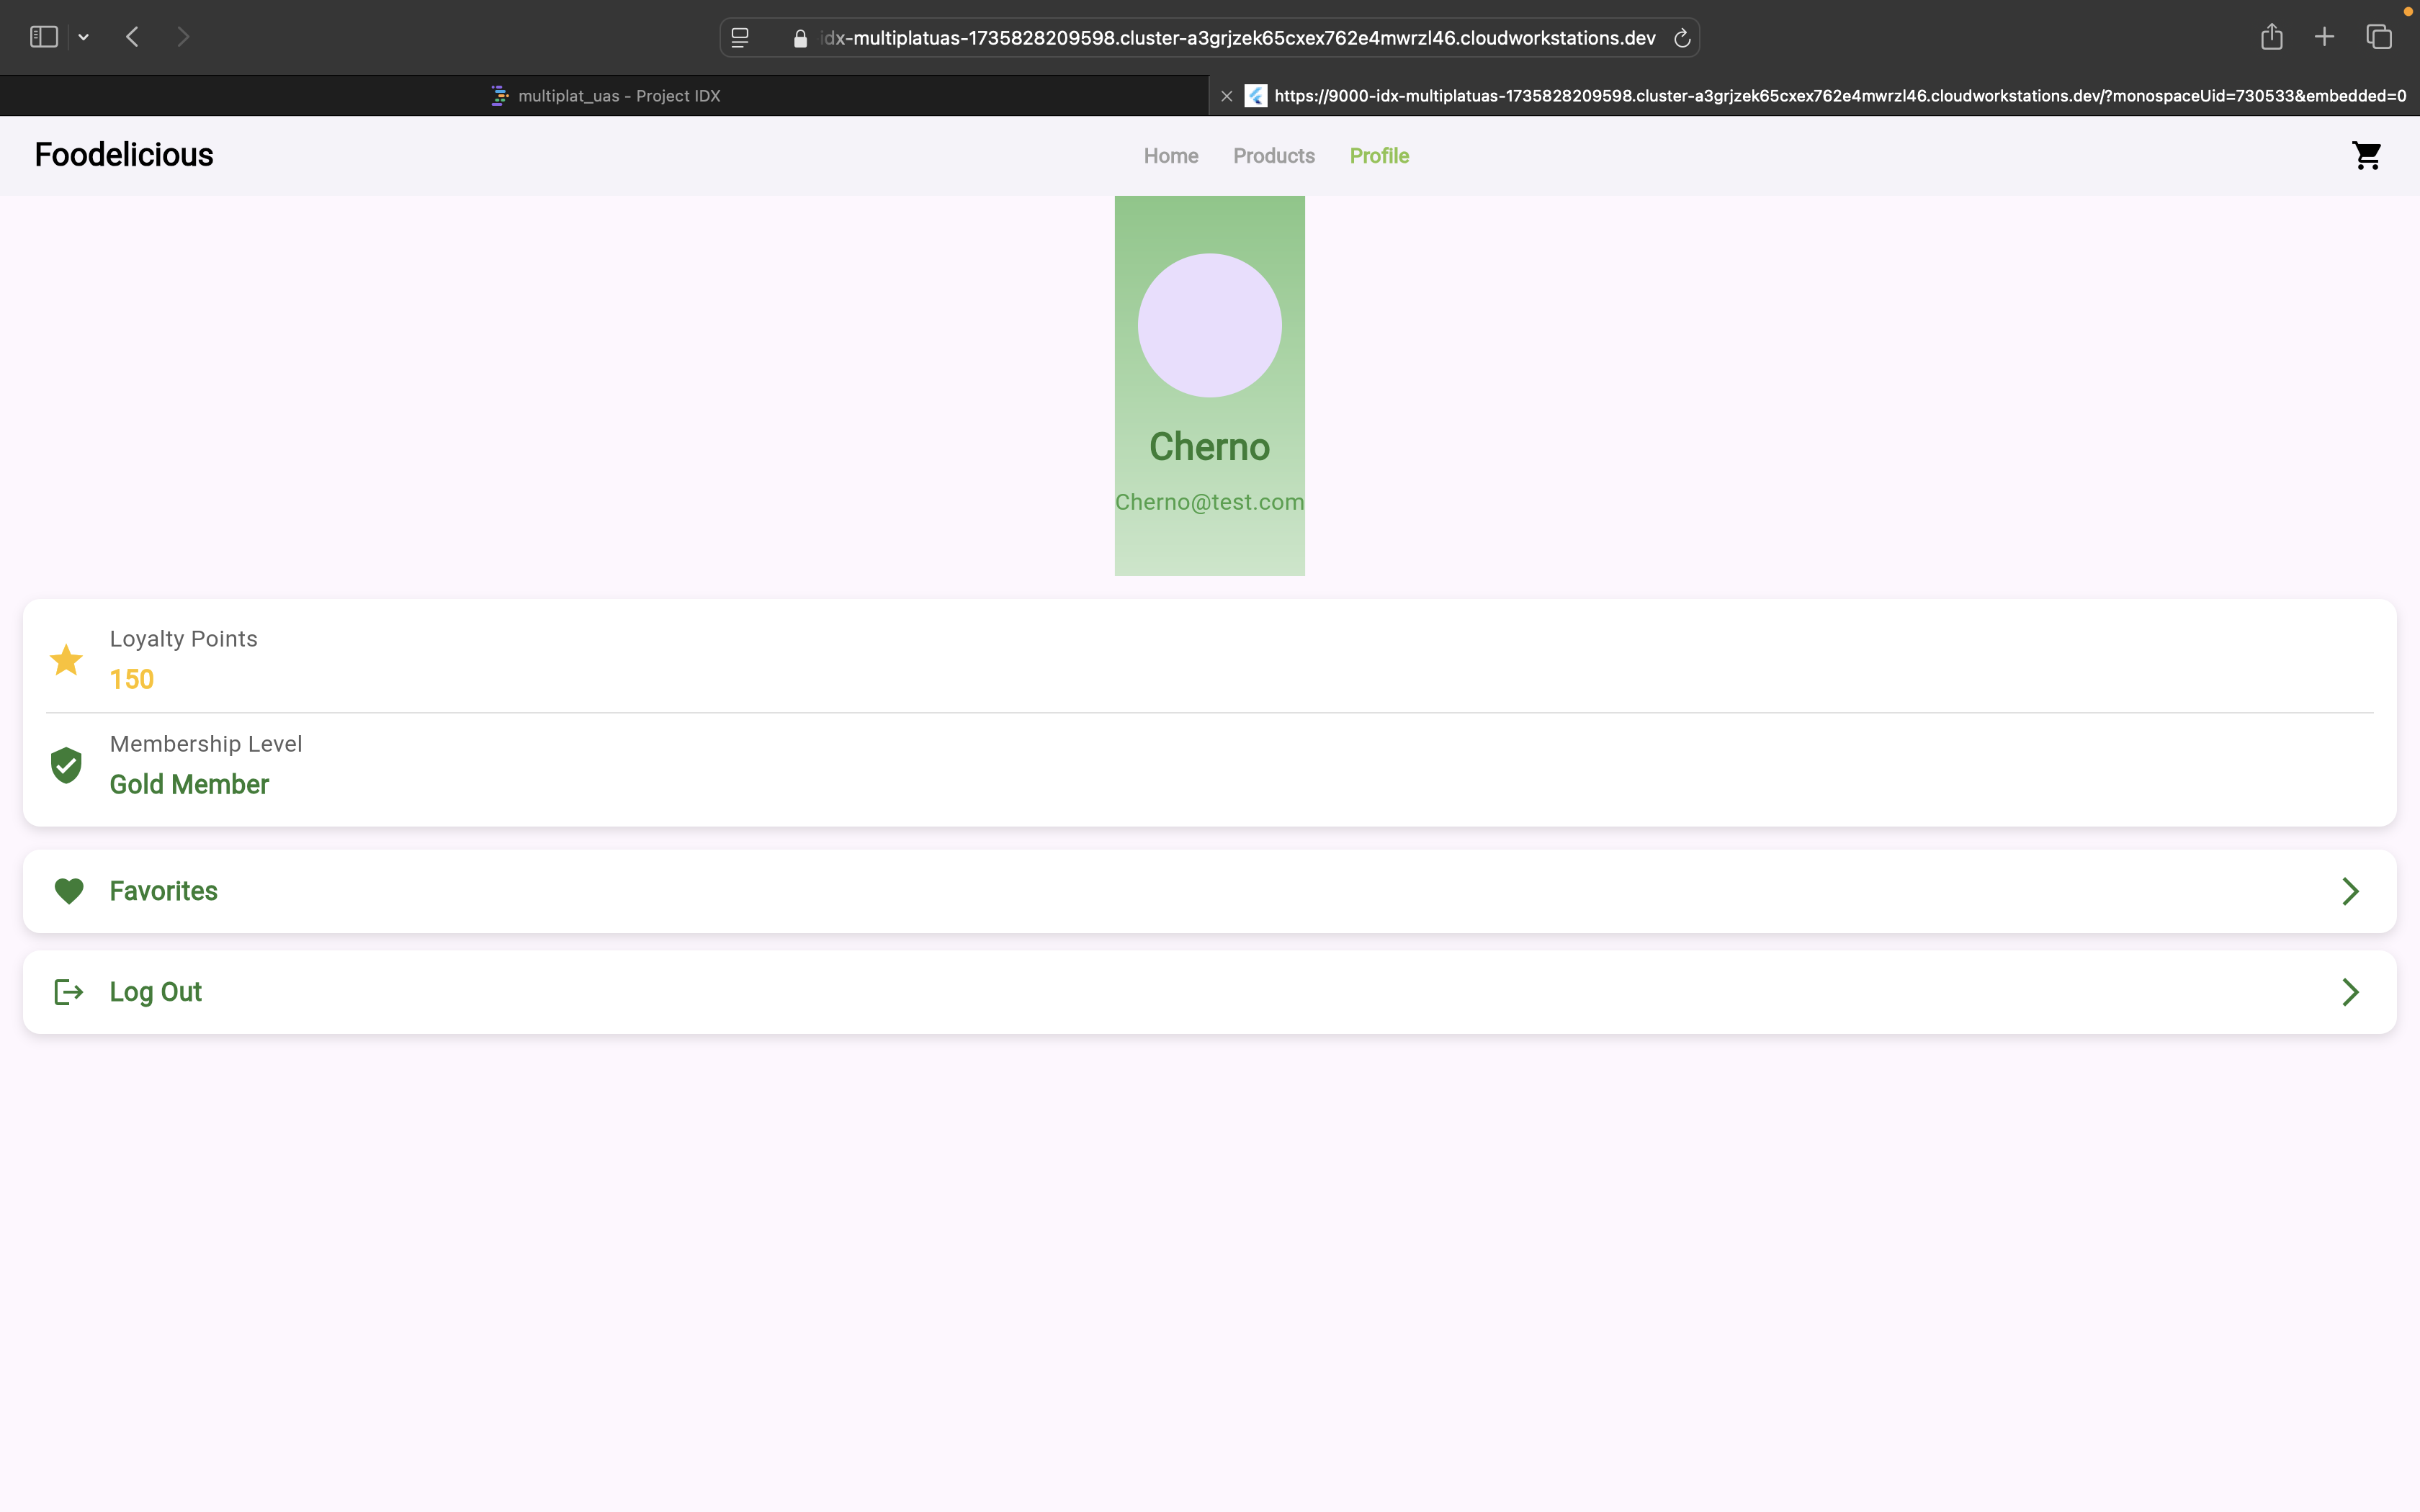 idx-multiplatuas-1735828209598.cluster-a3grjzek65cxex762e4mwrzl46.cloudworkstations.dev
multiplat_uas - Project IDX
https://9000-idx-multiplatuas-1735828209598.cluster-a3grjzek65cxex762e4mwrzl46.cloudworkstations.dev/?monospaceUid=730533&embedded=0
Foodelicious
Home Products Profile
Cherno
Cherno@test.com
Loyalty Points
150
Membership Level
Gold Member
Favorites
Log Out